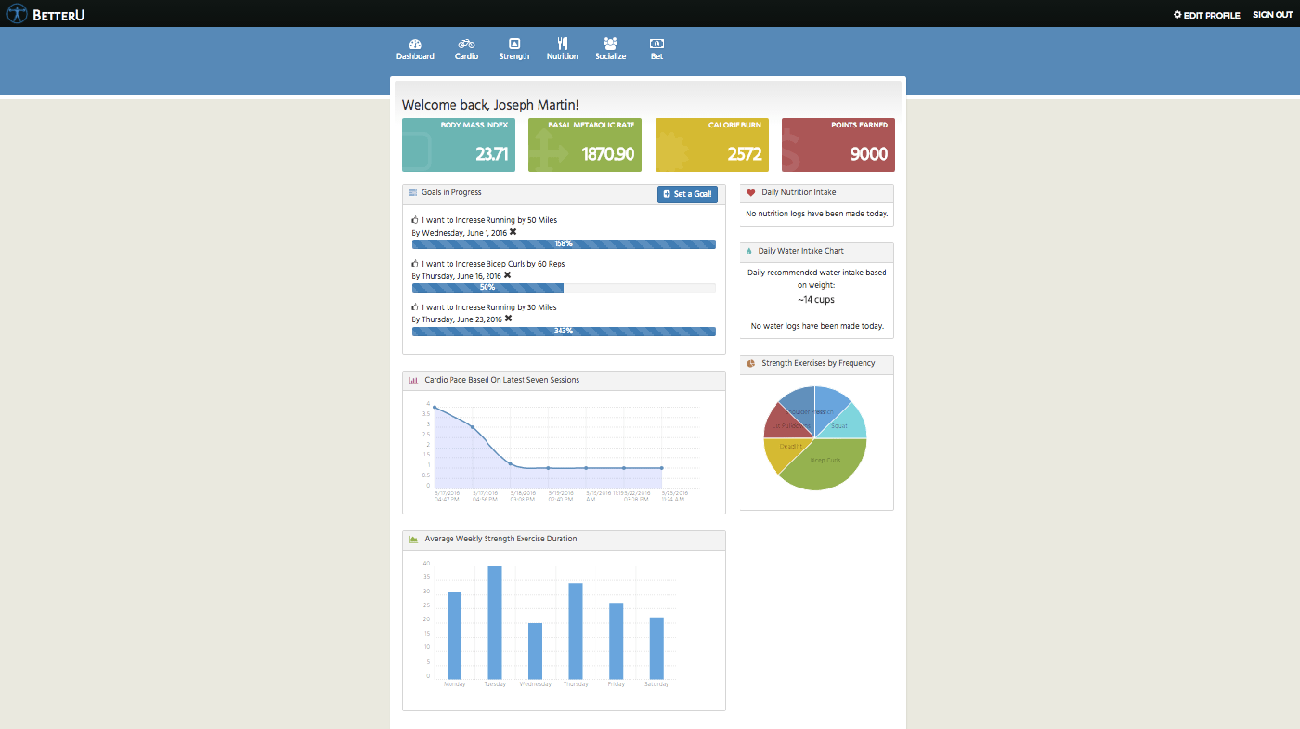 BETTERU
EDIT PROFILE
SIGN OUT
Dashboard
Cardio
Strength
Nutrition
Socialize
Bet
Welcome back, Joseph Martin!
BODY MASS INDEX
23.71
BASAL METABOLIC RATE
1870.90
CALORIE BURN
2572
POINTS EARNED
9000
Goals in Progress
Set a Goal!
I want to Increase Running by 50 Miles
By Wednesday, June 1, 2016
158%
I want to Increase Bicep Curls by 60 Reps
By Thursday, June 16, 2016
50%
I want to Increase Running by 30 Miles
By Thursday, June 23, 2016
343%
Daily Nutrition Intake
No nutrition logs have been made today.
Daily Water Intake Chart
Daily recommended water intake based
on weight:
~14 cups
No water logs have been made today.
Strength Exercises by Frequency
Squat
Bicep Curls
Cardio Pace Based On Latest Seven Sessions
4
3.5
3
2.5
2
1.5
1
0.5
0
Average Weekly Strength Exercise Duration
40
35
30
25
20
15
10
5
0
Monday
Tuesday
Wednesday
Thursday
Friday
Saturday